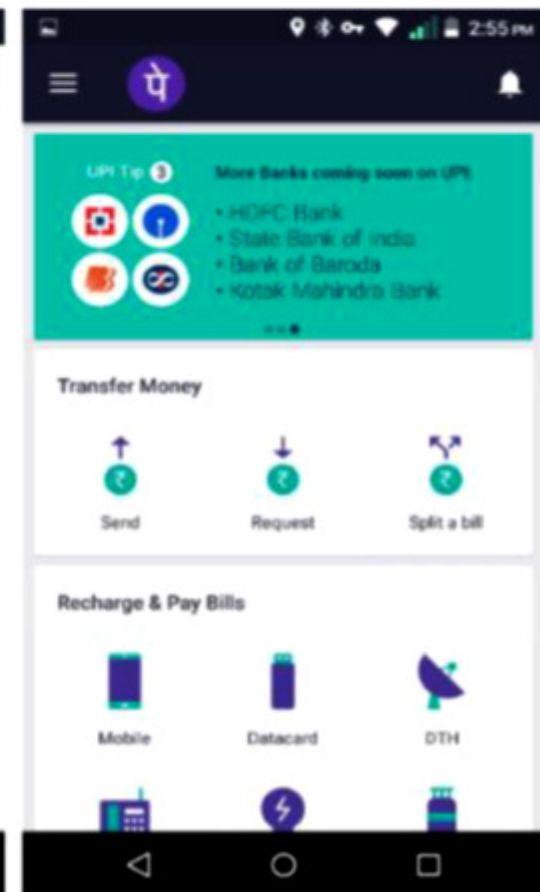 2:55 PM
पे
UPI Tip 3
More Banks coming soon on UPI!
• HDFC Bank
• State Bank of India
• Bank of Baroda
• Kotak Mahindra Bank
Transfer Money
₹ ₹ ₹
Send Request Split a bill
Recharge & Pay Bills
Mobile Datacard DTH